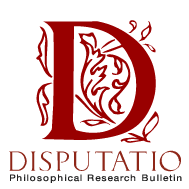 D
DISPUTATIO
Philosophical Research Bulletin